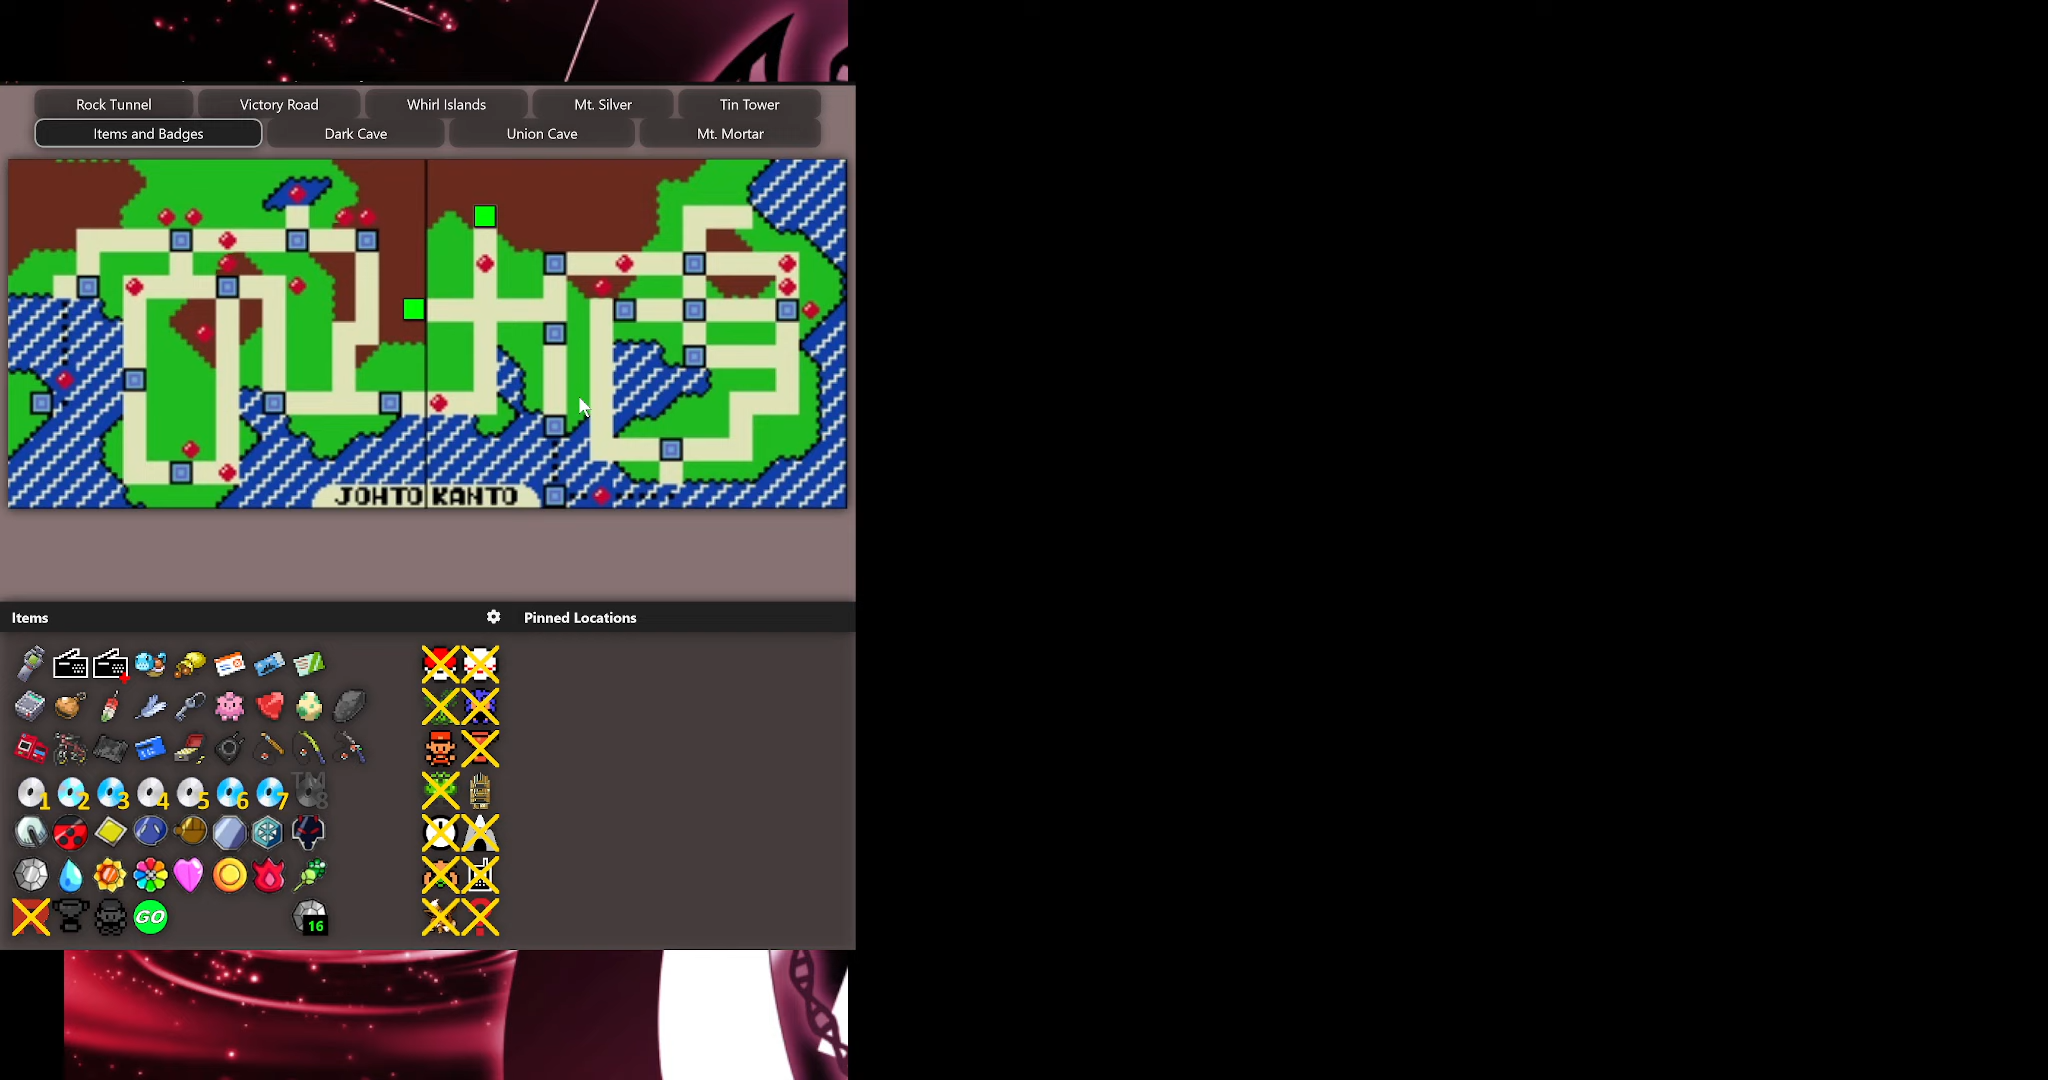 Rock Tunnel Victory Road Whirl Islands Mt. Silver Tin Tower
Items and Badges Dark Cave Union Cave Mt. Mortar
JOHTO KANTO
Items Pinned Locations
1 2 3 4 5 6 7 TM 8
GO 16